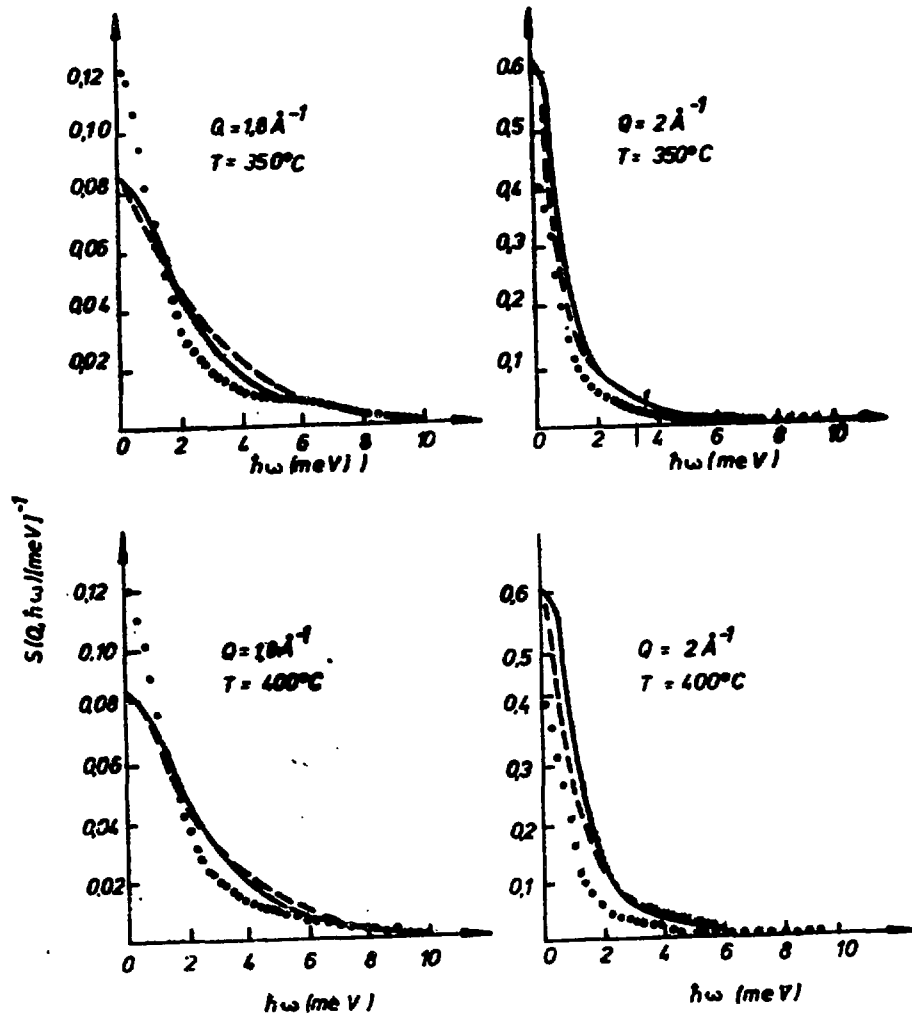 0,12
0,10
0,08
0,06
0,04
0,02
Q = 1,8 Å⁻¹
T = 350°C
0 2 4 6 8 10
ħω (meV)
0.6
0,5
0,4
0,3
0,2
0,1
Q = 2 Å⁻¹
T = 350°C
0 2 4 6 8 10
ħω (meV)
S(Q,ħω)(meV)⁻¹
0,12
0,10
0,08
0,06
0,04
0,02
Q = 1,8 Å⁻¹
T = 400°C
0 2 4 6 8 10
ħω (meV)
0,6
0,5
0,4
0,3
0,2
0,1
Q = 2 Å⁻¹
T = 400°C
0 2 4 6 8 10
ħω (meV)